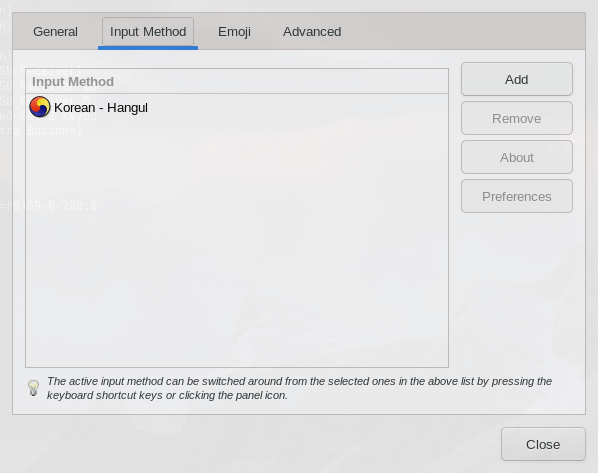 General Input Method Emoji Advanced
Input Method
Korean - Hangul
Add
Remove
About
Preferences
The active input method can be switched around from the selected ones in the above list by pressing the
keyboard shortcut keys or clicking the panel icon.
Close